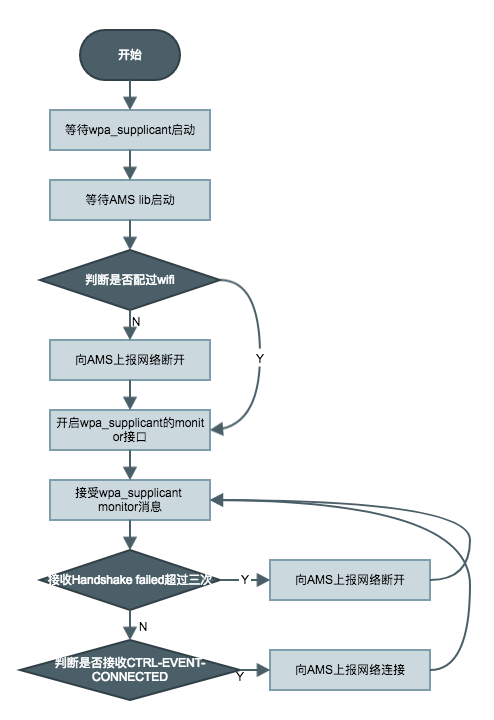 开始
等待wpa_supplicant启动
等待AMS lib启动
判断是否配过wifi
N
Y
向AMS上报网络断开
开启wpa_supplicant的monit
or接口
接受wpa_supplicant
monitor消息
接收Handshake failed超过三次
Y
向AMS上报网络断开
N
判断是否接收CTRL-EVENT-
CONNECTED
Y
向AMS上报网络连接